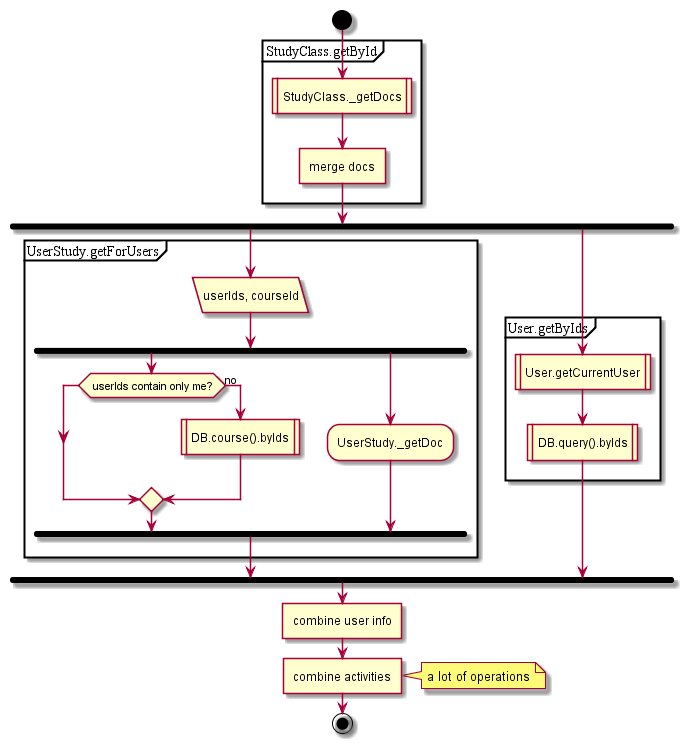 StudyClass.getById
StudyClass._getDocs
merge docs
UserStudy.getForUsers
userIds, courseId
userIds contain only me?
no
DB.course().byIds
UserStudy._getDoc
User.getByIds
User.getCurrentUser
DB.query().byIds
combine user info
combine activities
a lot of operations